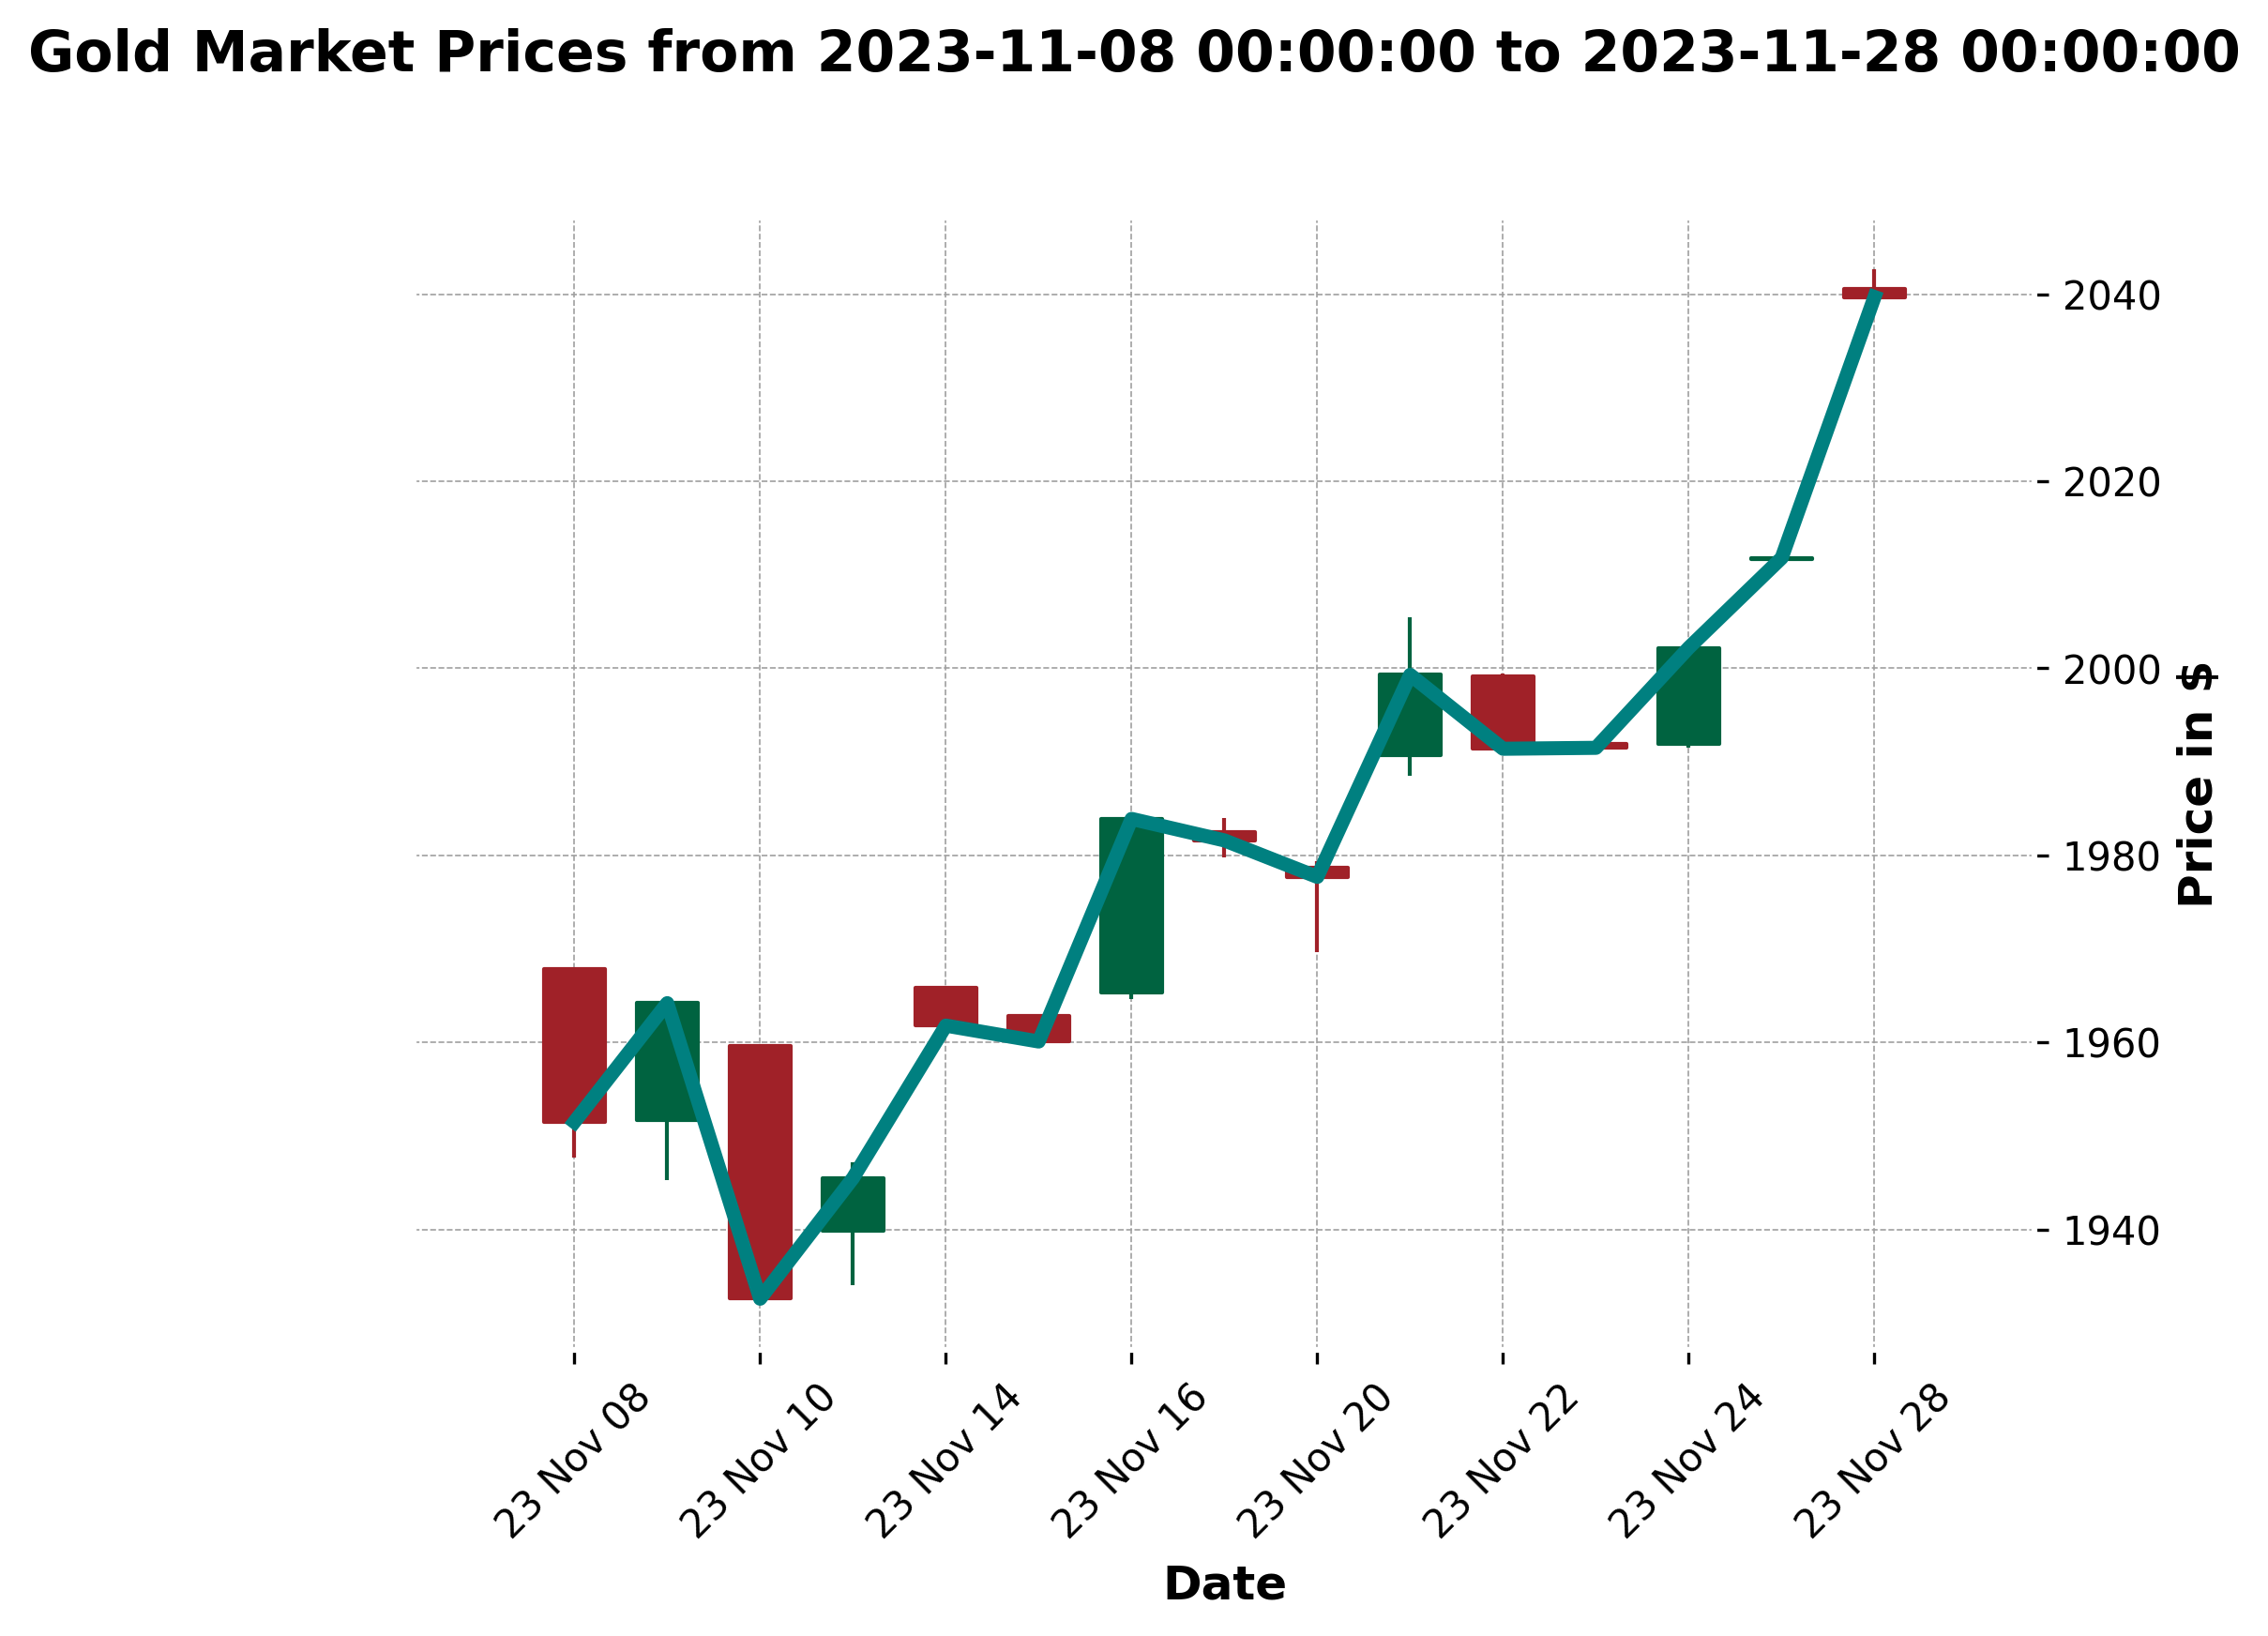 Gold Market Prices from 2023-11-08 00:00:00 to 2023-11-28 00:00:00
2040
2020
2000
1980
1960
1940
Price in $
23 Nov 08
23 Nov 10
23 Nov 14
23 Nov 16
23 Nov 20
23 Nov 22
23 Nov 24
23 Nov 28
Date